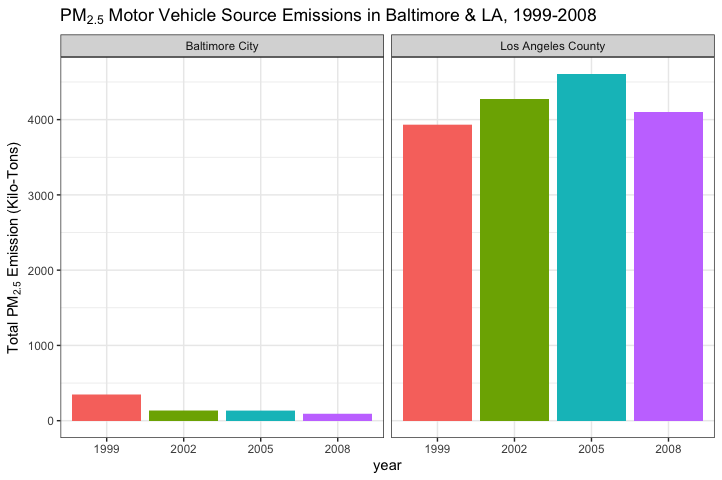 PM2.5 Motor Vehicle Source Emissions in Baltimore & LA, 1999-2008
Baltimore City
Los Angeles County
Total PM2.5 Emission (Kilo-Tons)
4000
3000
2000
1000
0
1999 2002 2005 2008
1999 2002 2005 2008
year